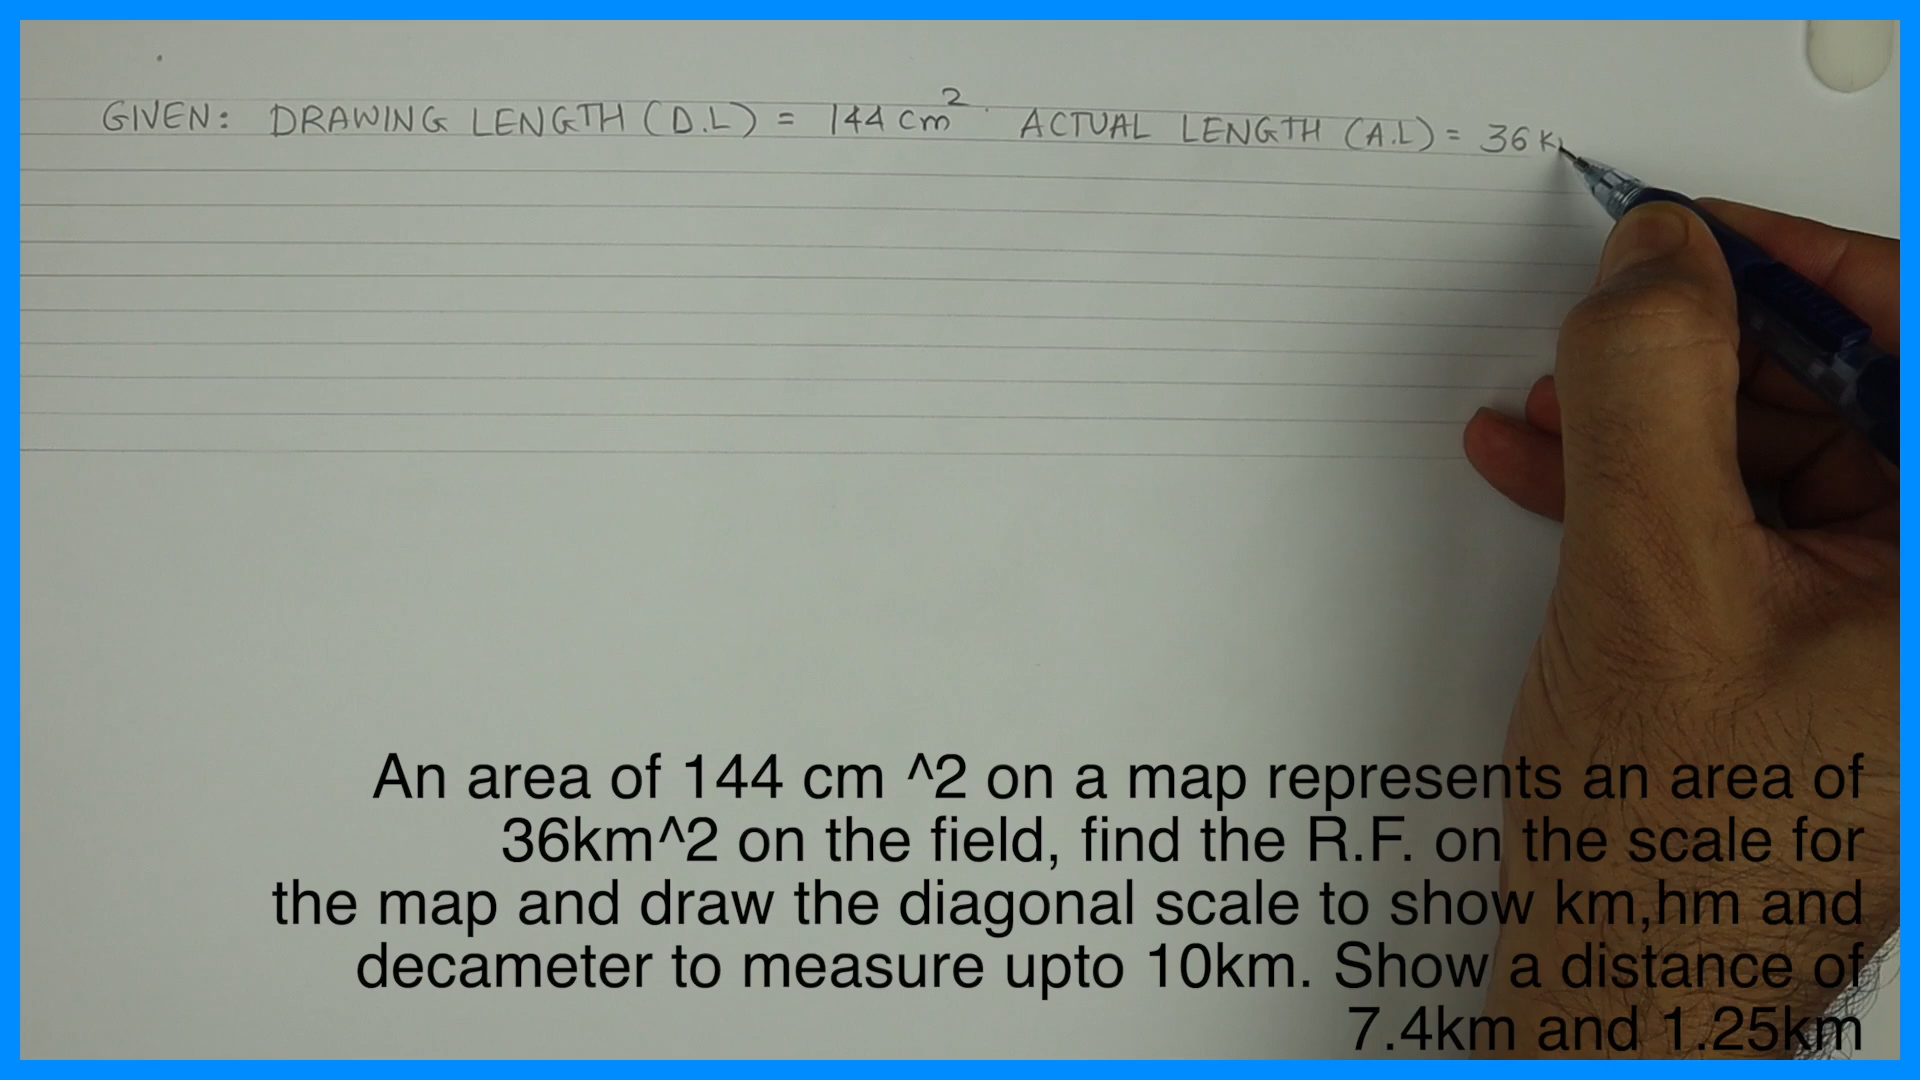 GIVEN: DRAWING LENGTH (D.L) = 144 cm² ACTUAL LENGTH (A.L) = 36 K
An area of 144 cm ^2 on a map represents an area of
36km^2 on the field, find the R.F. on the scale for
the map and draw the diagonal scale to show km,hm and
decameter to measure upto 10km. Show a distance of
7.4km and 1.25km